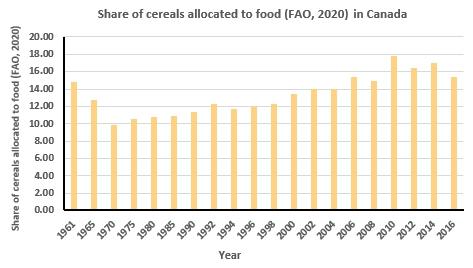 Share of cereals allocated to food (FAO, 2020) in Canada
Share of cereals allocated to food (FAO, 2020)
20.00
18.00
16.00
14.00
12.00
10.00
8.00
6.00
4.00
2.00
0.00
1961 1965 1970 1975 1980 1985 1990 1992 1994 1996 1998 2000 2002 2004 2006 2008 2010 2012 2014 2016
Year